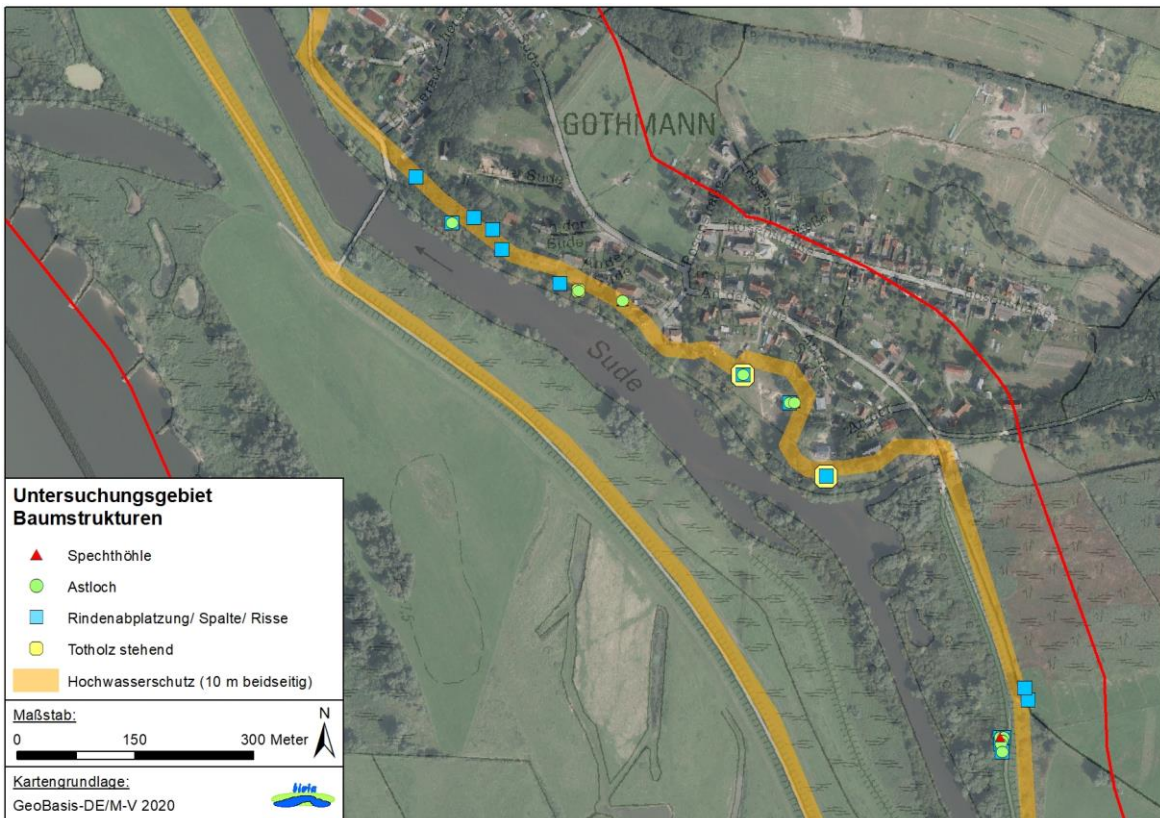 GOTHMANN
Sude
Untersuchungsgebiet
Baumstrukturen
Spechthöhle
Astloch
Rindenabplatzung/ Spalte/ Risse
Totholz stehend
Hochwasserschutz (10 m beidseitig)
Maßstab:
N
0 150 300 Meter
Kartengrundlage:
GeoBasis-DE/M-V 2020
biota